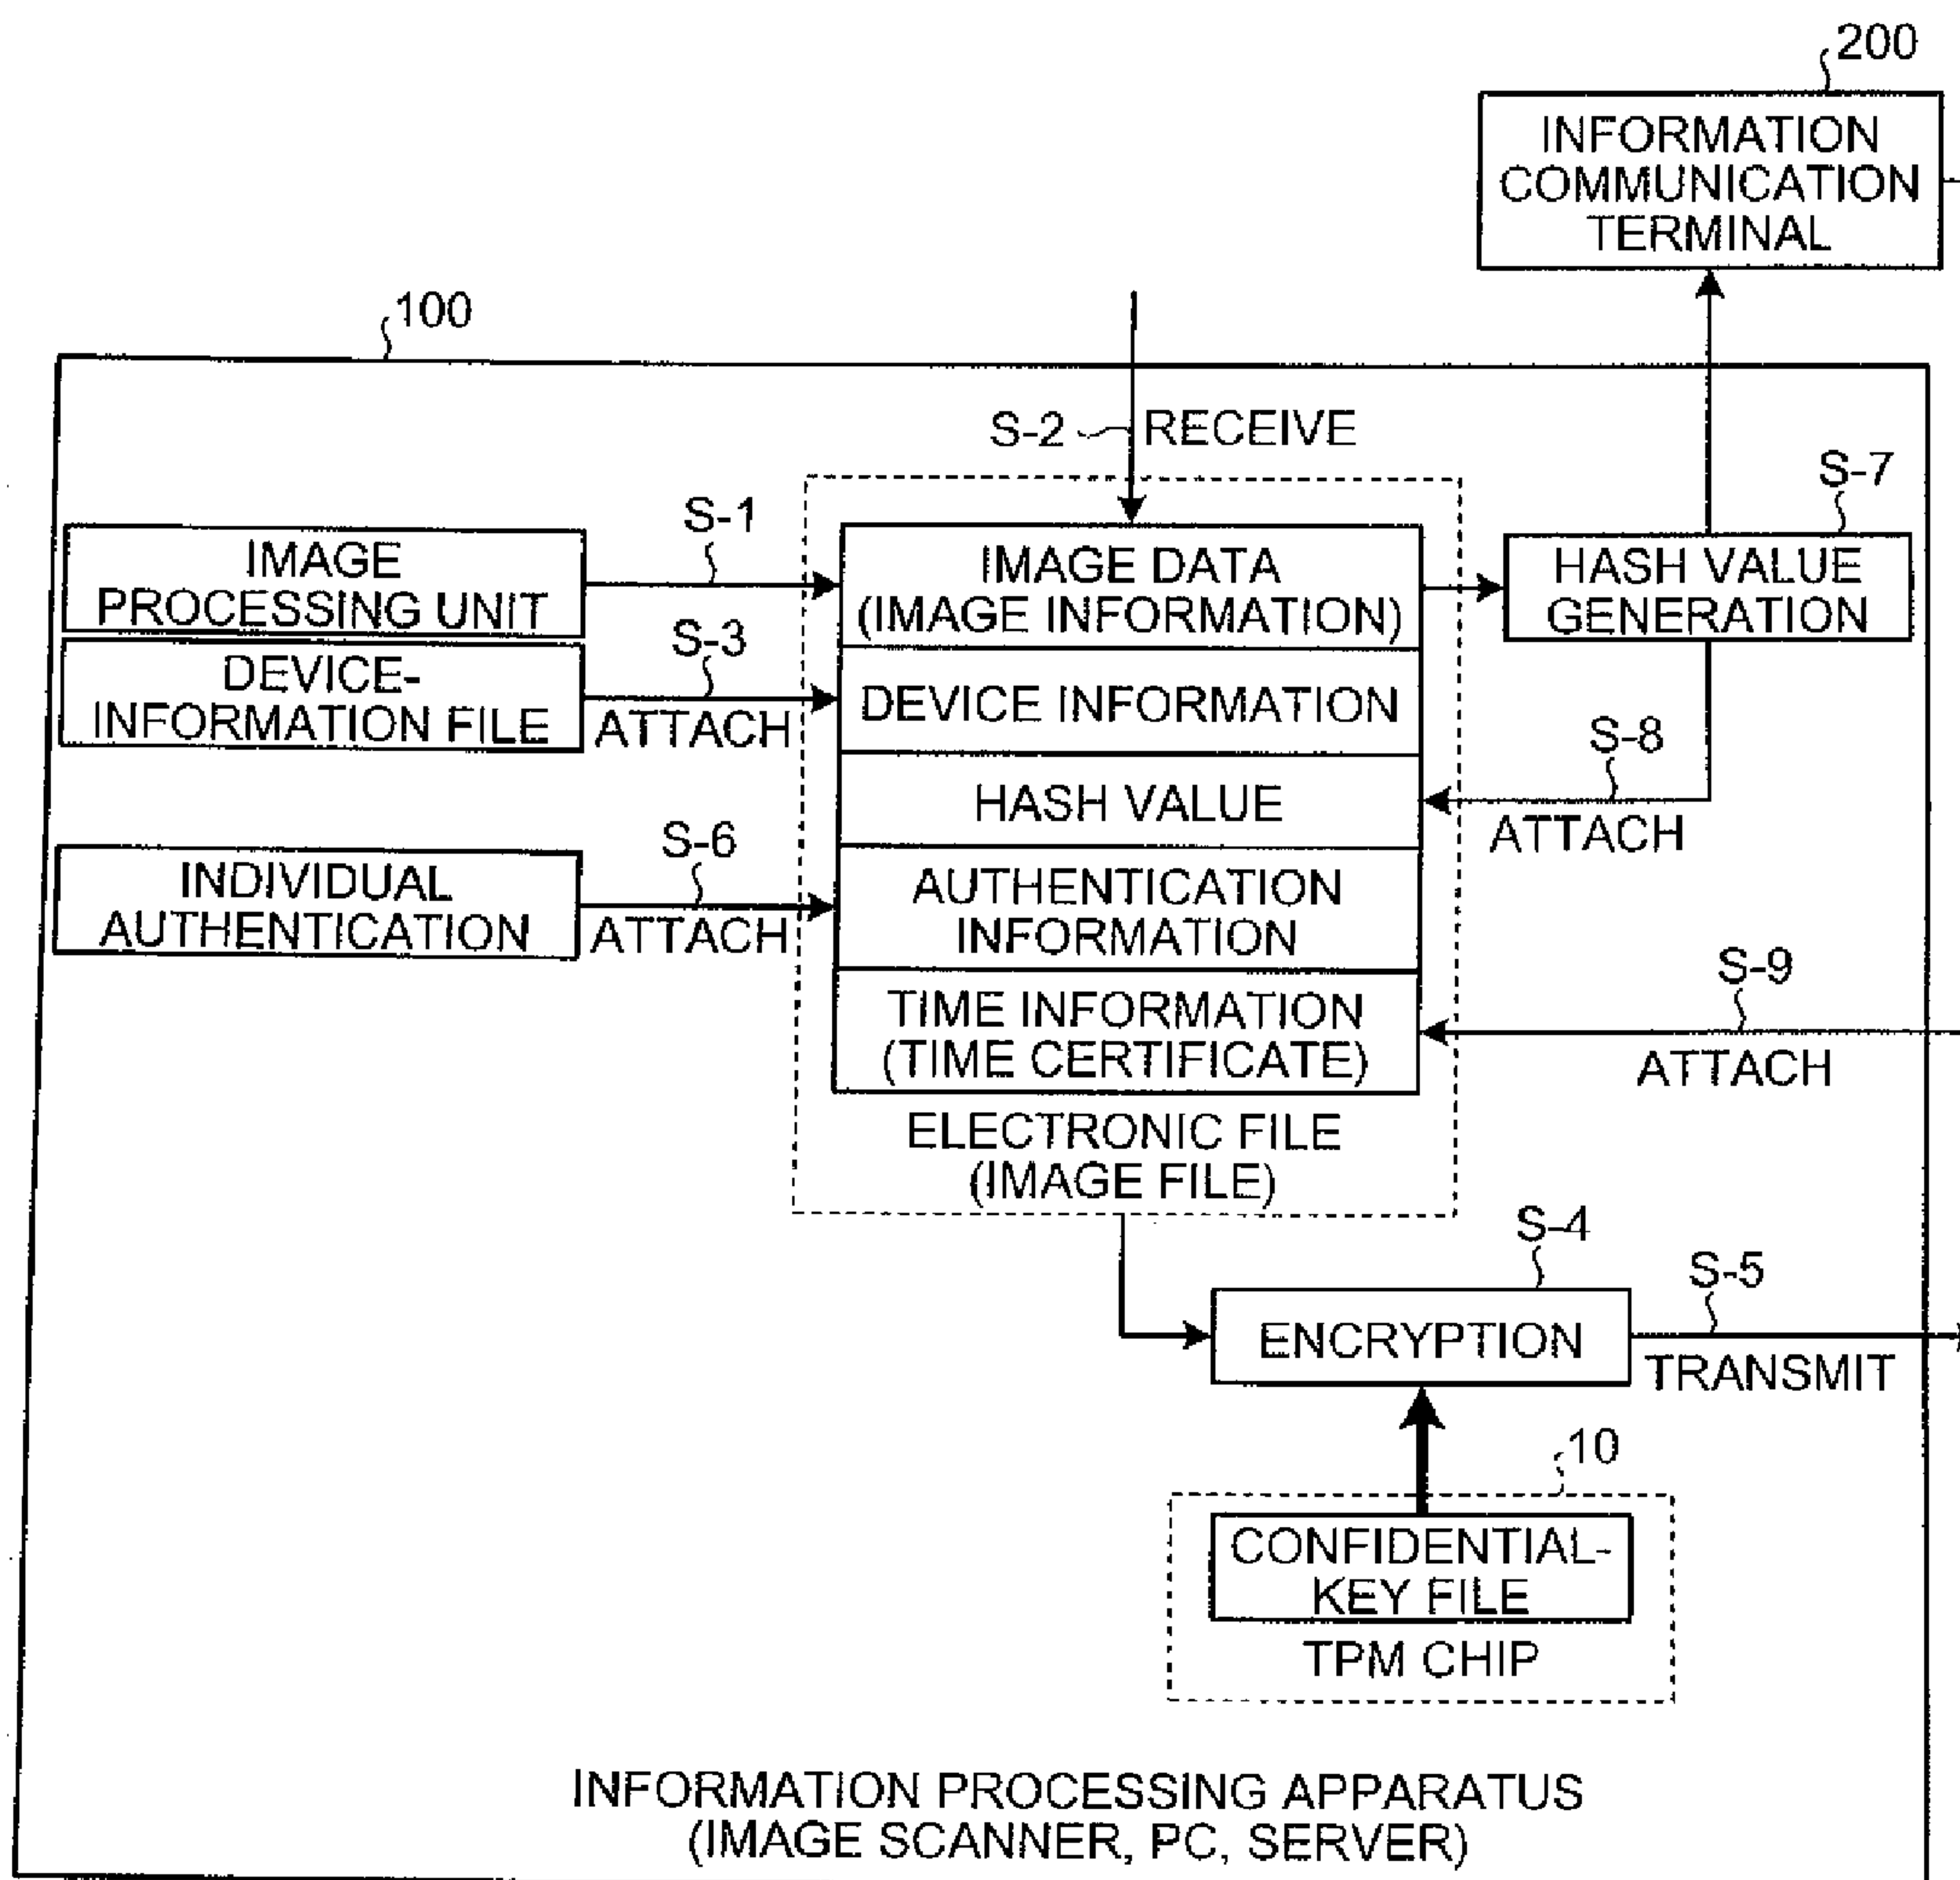 200
INFORMATION
COMMUNICATION
TERMINAL
100
S-2
RECEIVE
S-7
S-1
IMAGE
PROCESSING UNIT
IMAGE DATA
(IMAGE INFORMATION)
HASH VALUE
GENERATION
S-3
DEVICE-
INFORMATION FILE
ATTACH
DEVICE INFORMATION
S-8
HASH VALUE
ATTACH
S-6
INDIVIDUAL
AUTHENTICATION
ATTACH
AUTHENTICATION
INFORMATION
S-9
TIME INFORMATION
(TIME CERTIFICATE)
ATTACH
ELECTRONIC FILE
(IMAGE FILE)
S-4
S-5
ENCRYPTION
TRANSMIT
10
CONFIDENTIAL-
KEY FILE
TPM CHIP
INFORMATION PROCESSING APPARATUS
(IMAGE SCANNER, PC, SERVER)